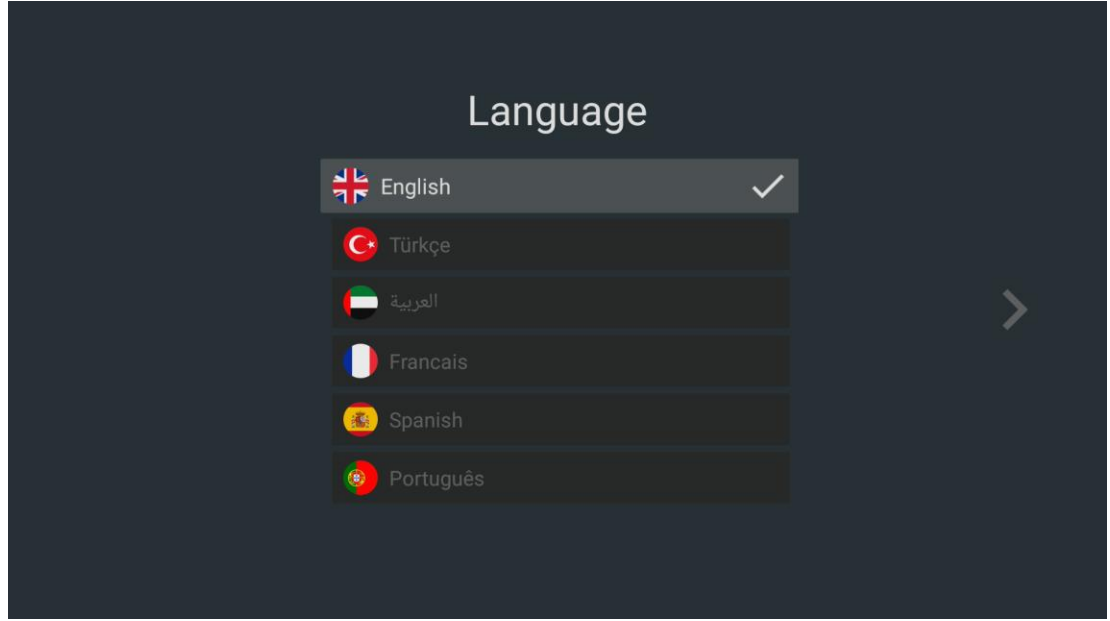 Language
English
Türkçe
العربية
Francais
Spanish
Português